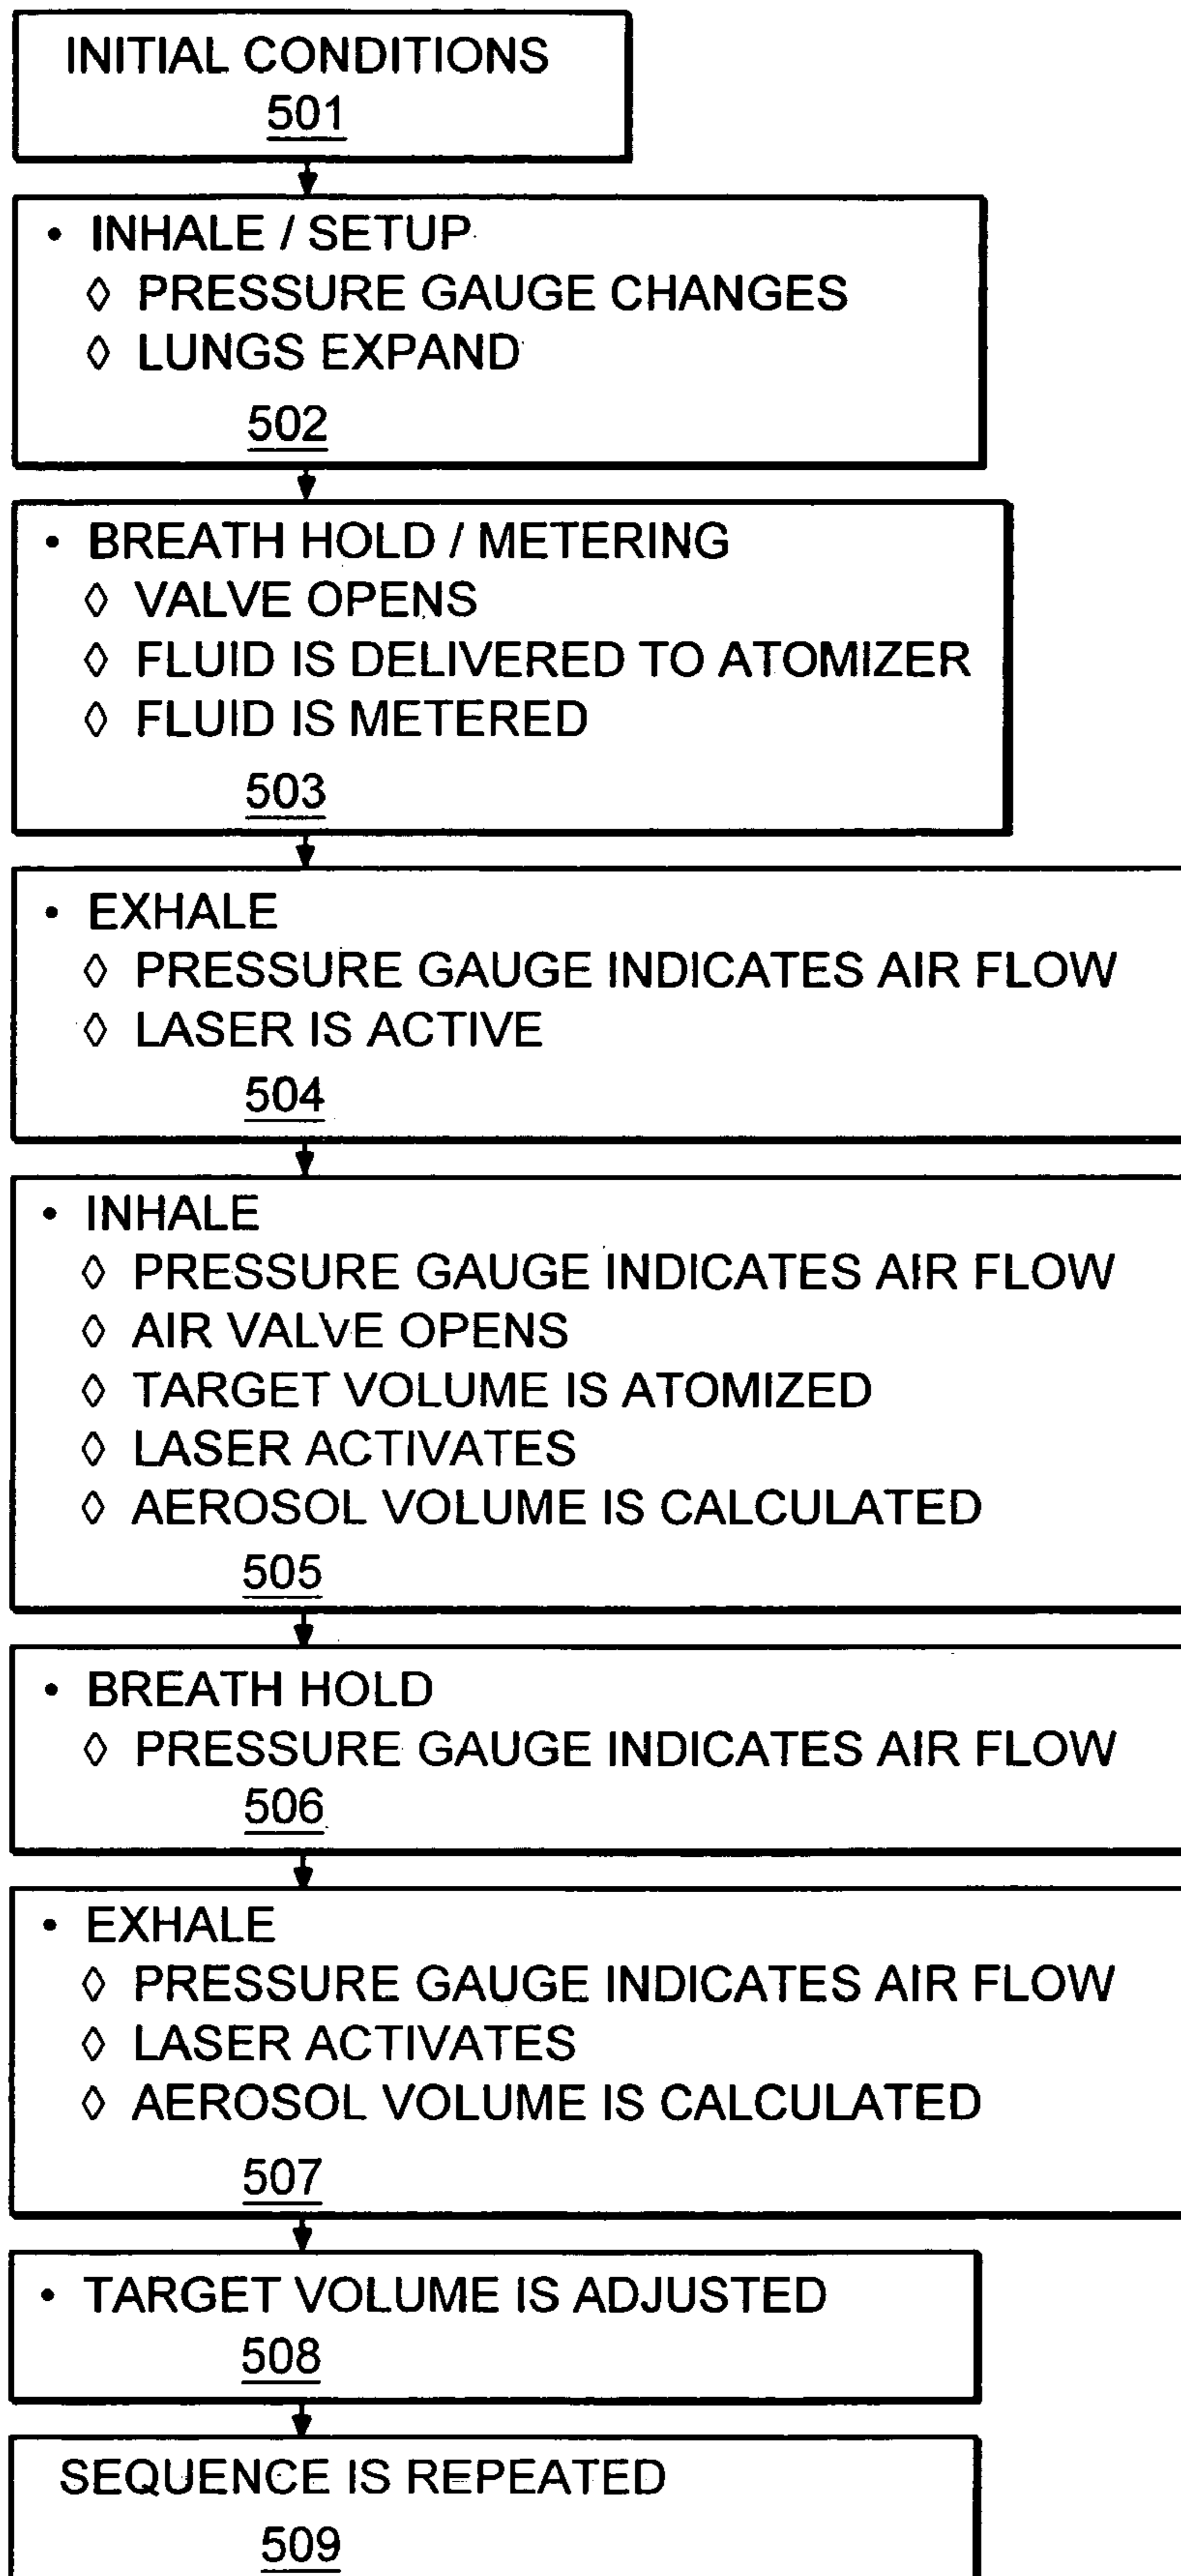 INITIAL CONDITIONS
501
• INHALE / SETUP
◊ PRESSURE GAUGE CHANGES
◊ LUNGS EXPAND
502
• BREATH HOLD / METERING
◊ VALVE OPENS
◊ FLUID IS DELIVERED TO ATOMIZER
◊ FLUID IS METERED
503
• EXHALE
◊ PRESSURE GAUGE INDICATES AIR FLOW
◊ LASER IS ACTIVE
504
• INHALE
◊ PRESSURE GAUGE INDICATES AIR FLOW
◊ AIR VALVE OPENS
◊ TARGET VOLUME IS ATOMIZED
◊ LASER ACTIVATES
◊ AEROSOL VOLUME IS CALCULATED
505
• BREATH HOLD
◊ PRESSURE GAUGE INDICATES AIR FLOW
506
• EXHALE
◊ PRESSURE GAUGE INDICATES AIR FLOW
◊ LASER ACTIVATES
◊ AEROSOL VOLUME IS CALCULATED
507
• TARGET VOLUME IS ADJUSTED
508
SEQUENCE IS REPEATED
509